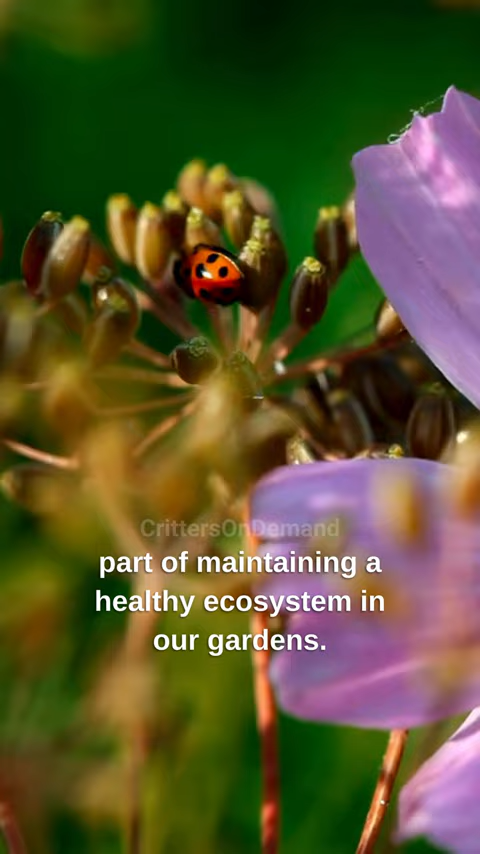 CrittersOnDemand
part of maintaining a
healthy ecosystem in
our gardens.